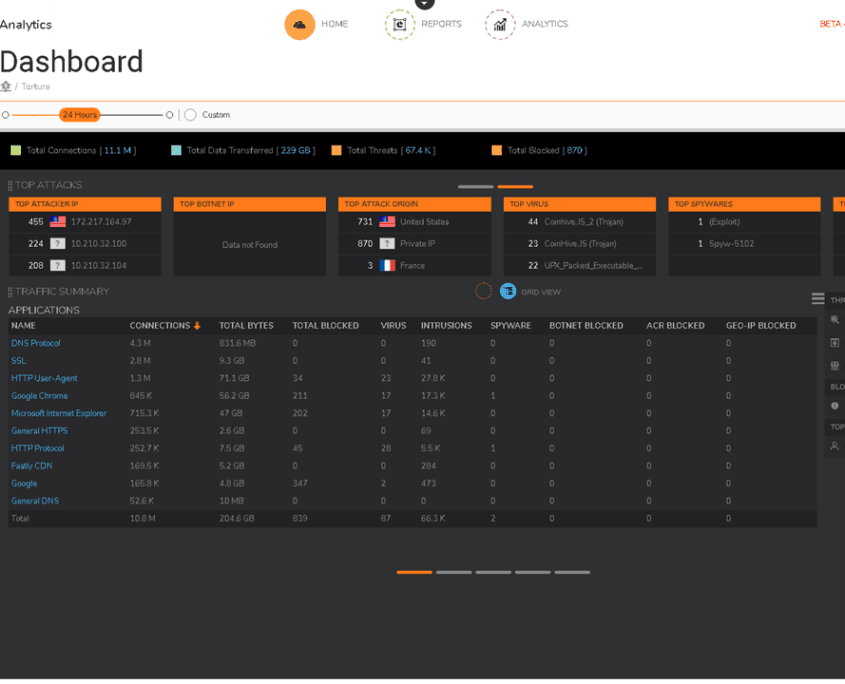 Analytics
HOME
REPORTS
ANALYTICS
BETA
Dashboard
/ Torture
24 Hours
Custom
Total Connections [ 11.1 M ]
Total Data Transferred [ 229 GB ]
Total Threats [ 67.4 K ]
Total Blocked [ 870 ]
TOP ATTACKS
TOP ATTACKER IP
455 172.217.164.97
224 ? 10.210.32.100
208 ? 10.210.32.104
TOP BOTNET IP
Data not Found
TOP ATTACK ORIGIN
731 United States
870 ? Private IP
3 France
TOP VIRUS
44 Coinhive.JS_2 (Trojan)
23 CoinHive.JS (Trojan)
22 UPX_Packed_Executable_...
TOP SPYWARES
1 (Exploit)
1 Spyw-5102
TRAFFIC SUMMARY
GRID VIEW
APPLICATIONS
NAME CONNECTIONS TOTAL BYTES TOTAL BLOCKED VIRUS INTRUSIONS SPYWARE BOTNET BLOCKED ACR BLOCKED GEO-IP BLOCKED
DNS Protocol 4.3 M 831.6 MB 0 0 190 0 0 0 0
SSL 2.8 M 9.3 GB 0 0 41 0 0 0 0
HTTP User-Agent 1.3 M 71.1 GB 34 23 27.8 K 0 0 0 0
Google Chrome 845 K 56.2 GB 211 17 17.3 K 1 0 0 0
Microsoft Internet Explorer 715.3 K 47 GB 202 17 14.6 K 0 0 0 0
General HTTPS 253.5 K 2.6 GB 0 0 69 0 0 0 0
HTTP Protocol 252.7 K 7.5 GB 45 28 5.5 K 1 0 0 0
Fastly CDN 169.5 K 5.2 GB 0 0 284 0 0 0 0
Google 165.8 K 4.8 GB 347 2 473 0 0 0 0
General DNS 52.6 K 10 MB 0 0 0 0 0 0 0
Total 10.8 M 204.6 GB 839 87 66.3 K 2 0 0 0
THR
BLO
TOP